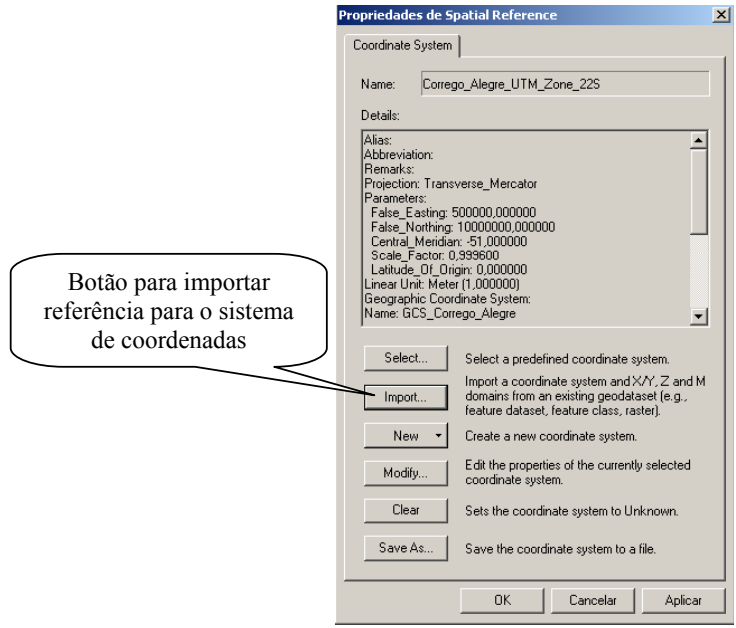 Propriedades de Spatial Reference
Coordinate System
Name: Corrego_Alegre_UTM_Zone_22S
Details:
Alias:
Abbreviation:
Remarks:
Projection: Transverse_Mercator
Parameters:
False_Easting: 500000,000000
False_Northing: 10000000,000000
Central_Meridian: -51,000000
Scale_Factor: 0,999600
Latitude_Of_Origin: 0,000000
Linear Unit: Meter (1,000000)
Geographic Coordinate System:
Name: GCS_Corrego_Alegre
Botão para importar
referência para o sistema
de coordenadas
Select... Select a predefined coordinate system.
Import... Import a coordinate system and X/Y, Z and M
domains from an existing geodataset (e.g.,
feature dataset, feature class, raster).
New Create a new coordinate system.
Modify... Edit the properties of the currently selected
coordinate system.
Clear Sets the coordinate system to Unknown.
Save As... Save the coordinate system to a file.
OK Cancelar Aplicar